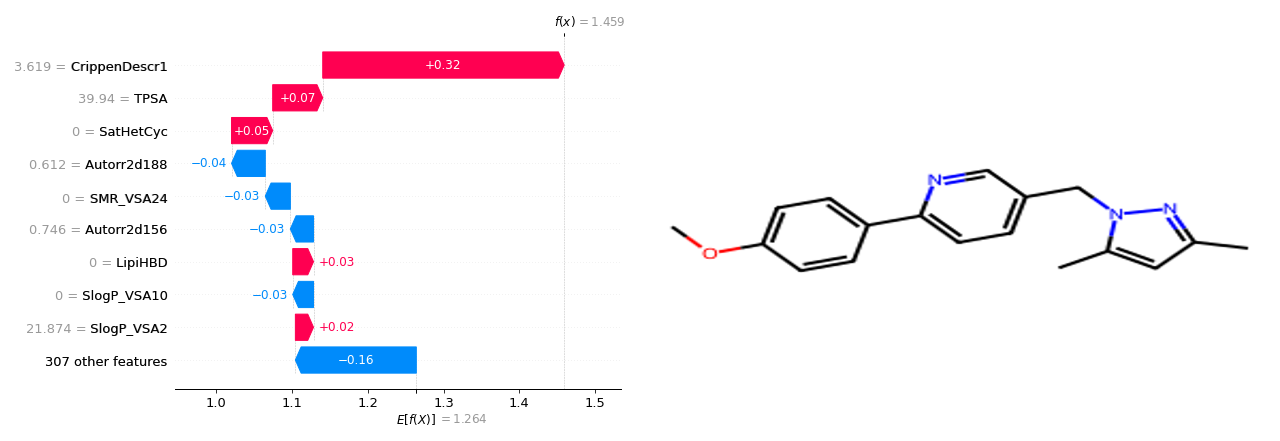 f(x) = 1.459
3.619 = CrippenDescr1
+0.32
39.94 = TPSA
+0.07
0 = SatHetCyc
+0.05
0.612 = Autorr2d188
−0.04
0 = SMR_VSA24
−0.03
0.746 = Autorr2d156
−0.03
0 = LipiHBD
+0.03
0 = SlogP_VSA10
−0.03
21.874 = SlogP_VSA2
+0.02
307 other features
−0.16
1.0 1.1 1.2 1.3 1.4 1.5
E[f(X)] = 1.264
N
N
N
O